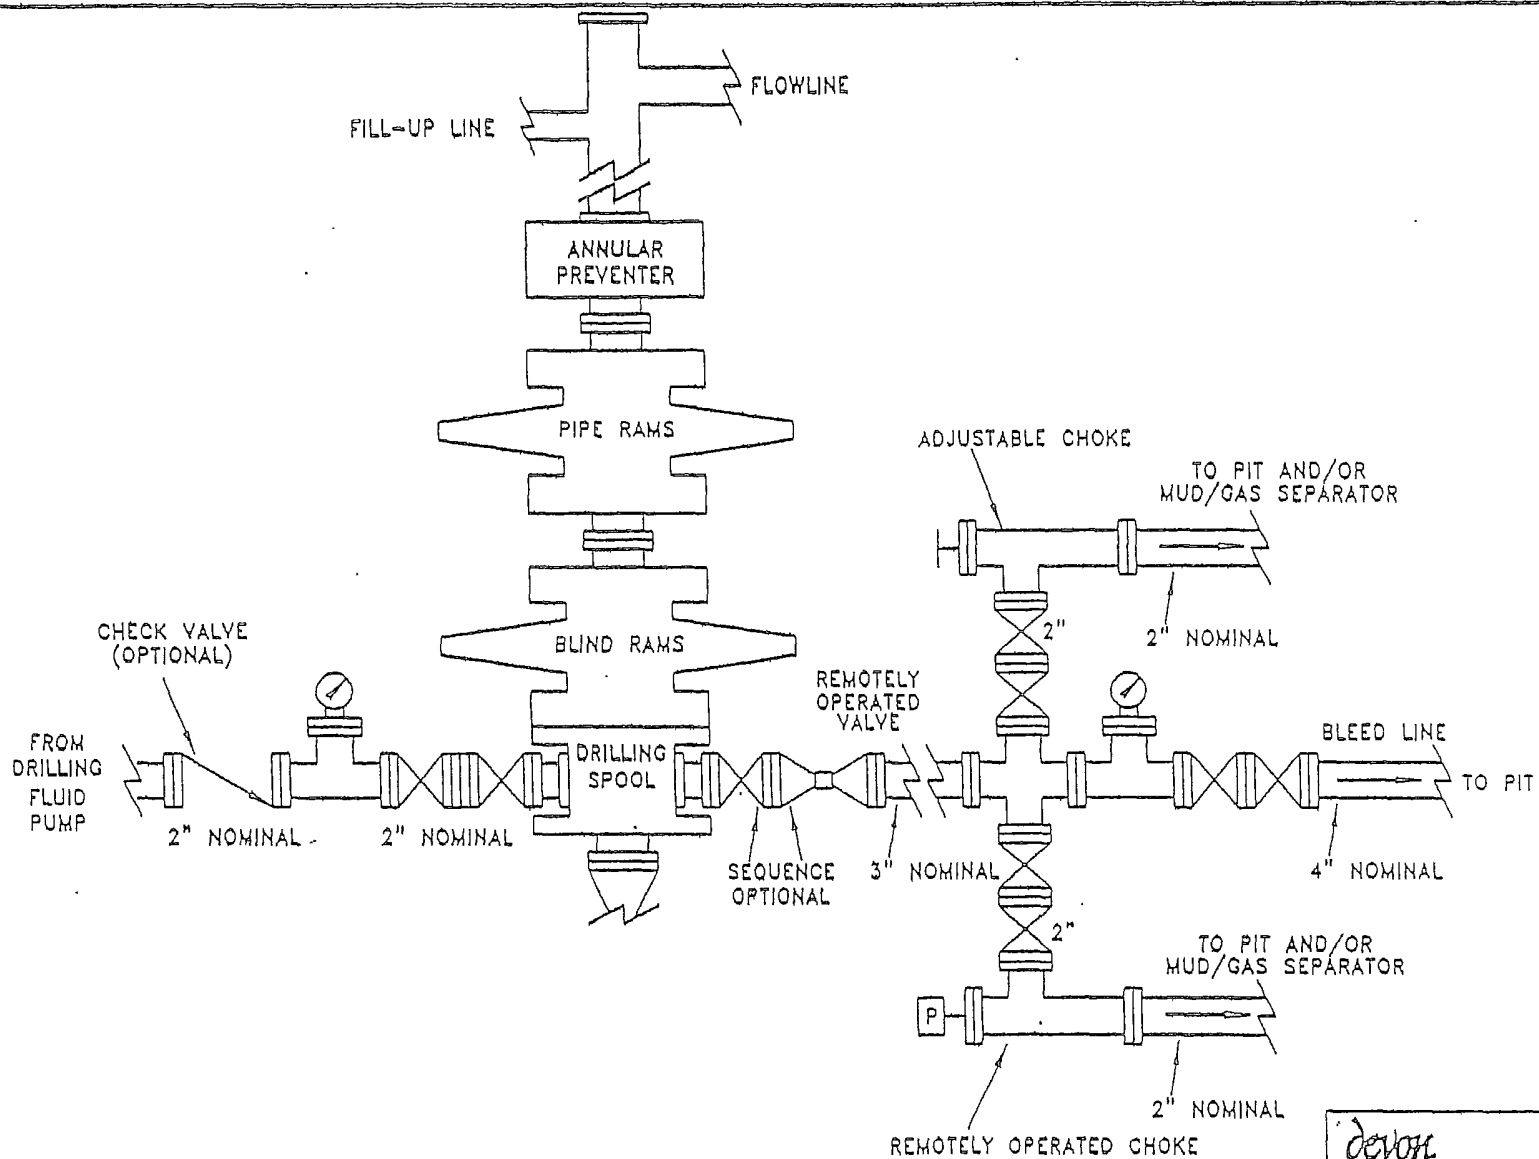 FLOWLINE
FILL-UP LINE
ANNULAR
PREVENTER
PIPE RAMS
ADJUSTABLE CHOKE
TO PIT AND/OR
MUD/GAS SEPARATOR
2"
2" NOMINAL
CHECK VALVE
(OPTIONAL)
BLIND RAMS
REMOTELY
OPERATED
VALVE
FROM
DRILLING
FLUID
PUMP
DRILLING
SPOOL
BLEED LINE
TO PIT
2" NOMINAL
2" NOMINAL
SEQUENCE
OPTIONAL
3" NOMINAL
4" NOMINAL
2"
TO PIT AND/OR
MUD/GAS SEPARATOR
P
2" NOMINAL
REMOTELY OPERATED CHOKE
devon